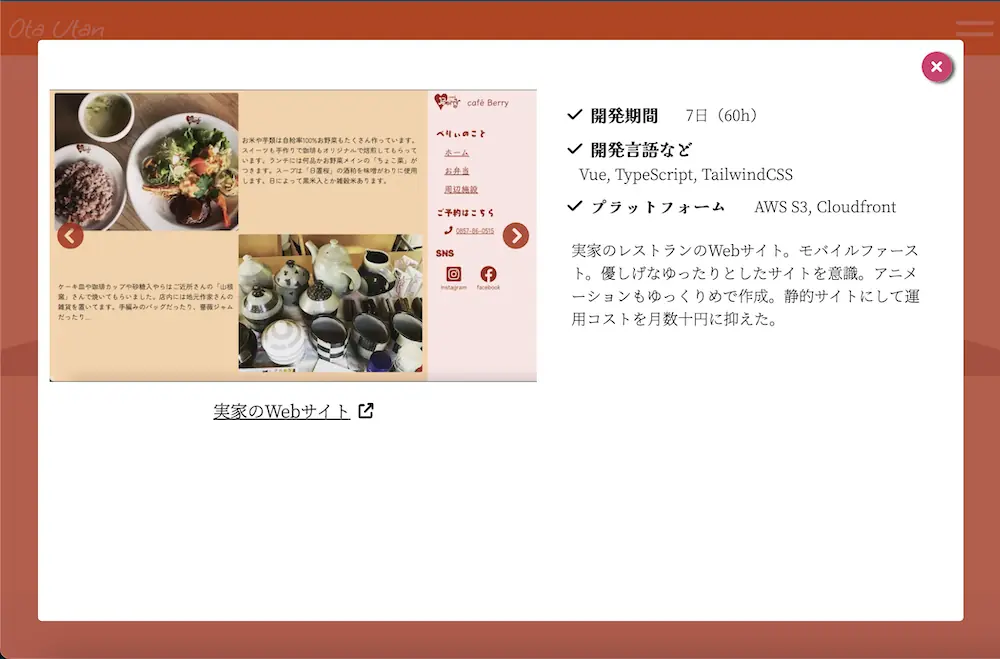 Ota Utan
お米や芋類は自給率100%お野菜もたくさん作っています。
スイーツも手作りで珈琲もオリジナルで焙煎してもらって
います。ランチには何品かお野菜メインの「ちょこ菜」が
つきます。スープは「日置桜」の酒粕を味噌がわりに使用
します。日によって黒米入とか雑穀米あります。
ケーキ皿や珈琲カップや砂糖入やらはご近所さんの「山根
窯」さんで焼いてもらいました。店内には地元作家さんの
雑貨を置いてます。手編みのバッグだったり、薔薇ジャム
だったり...
Berry café Berry
べりぃのこと
ホーム
お弁当
周辺施設
ご予約はこちら
0857-86-0515
SNS
Instagram facebook
実家のWebサイト
開発期間 7日（60h）
開発言語など
Vue, TypeScript, TailwindCSS
プラットフォーム AWS S3, Cloudfront
実家のレストランのWebサイト。モバイルファース
ト。優しげなゆったりとしたサイトを意識。アニメ
ーションもゆっくりめで作成。静的サイトにして運
用コストを月数十円に抑えた。